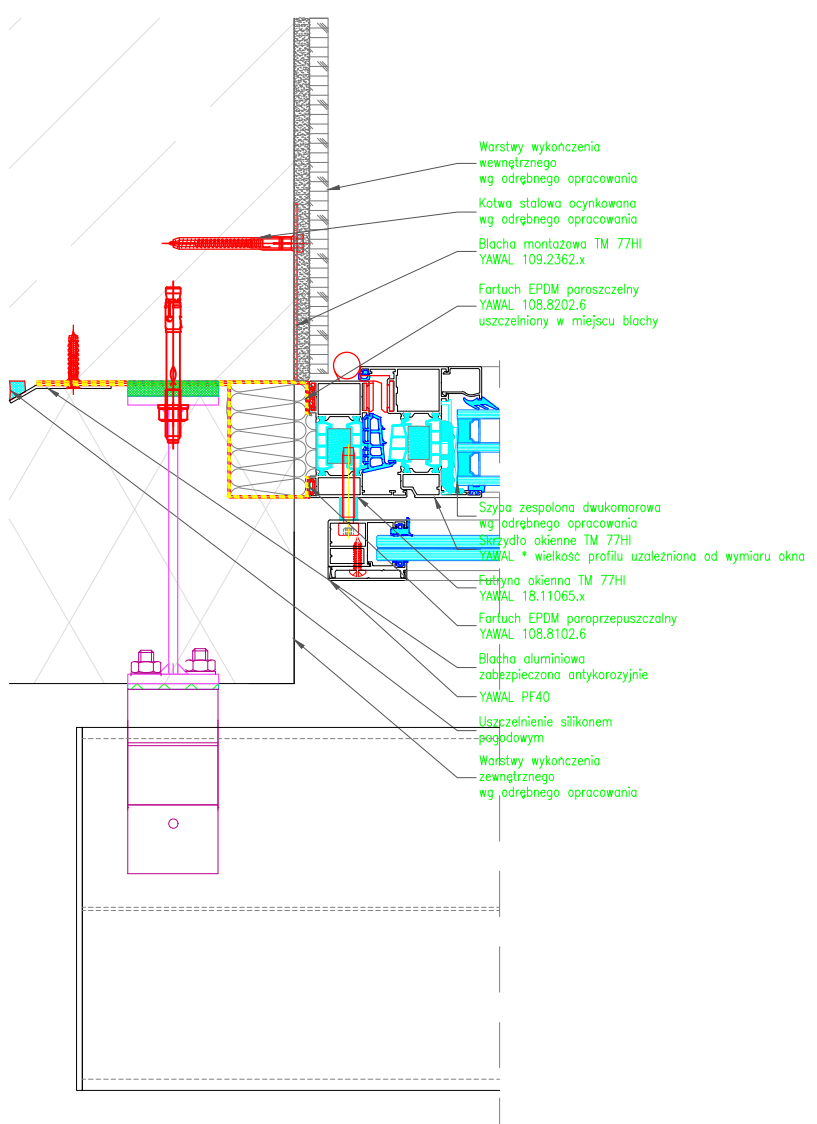 Warstwy wykończenia
wewnętrznego
wg odrębnego opracowania
Kotwa stalowa ocynkowana
wg odrębnego opracowania
Blacha montażowa TM 77HI
YAWAL 109.2362.x
Fartuch EPDM paroszczelny
YAWAL 108.8202.6
uszczelniony w miejscu blachy
Szyba zespolona dwukomorowa
wg odrębnego opracowania
Skrzydło okienne TM 77HI
YAWAL * wielkość profilu uzależniona od wymiaru okna
Futryna okienna TM 77HI
YAWAL 18.11065.x
Fartuch EPDM paroprzepuszczalny
YAWAL 108.8102.6
Blacha aluminiowa
zabezpieczona antykorozyjnie
YAWAL PF40
Uszczelnienie silikonem
pogodowym
Warstwy wykończenia
zewnętrznego
wg odrębnego opracowania